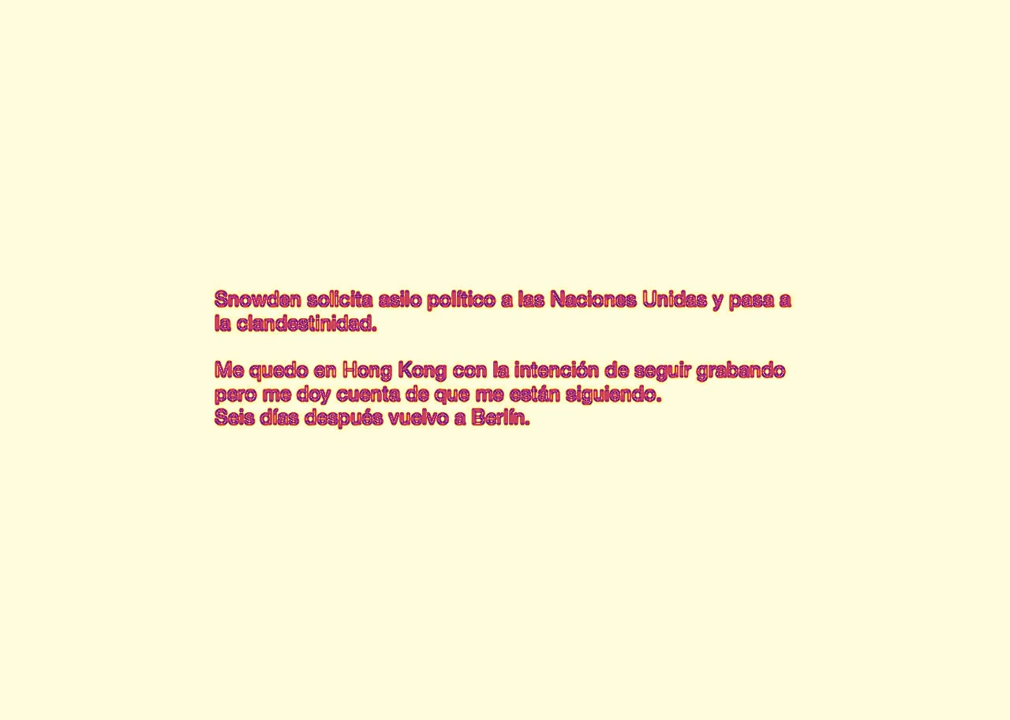 Snowden solicita asilo político a las Naciones Unidas y pasa a
la clandestinidad.
Me quedo en Hong Kong con la intención de seguir grabando
pero me doy cuenta de que me están siguiendo.
Seis días después vuelvo a Berlín.